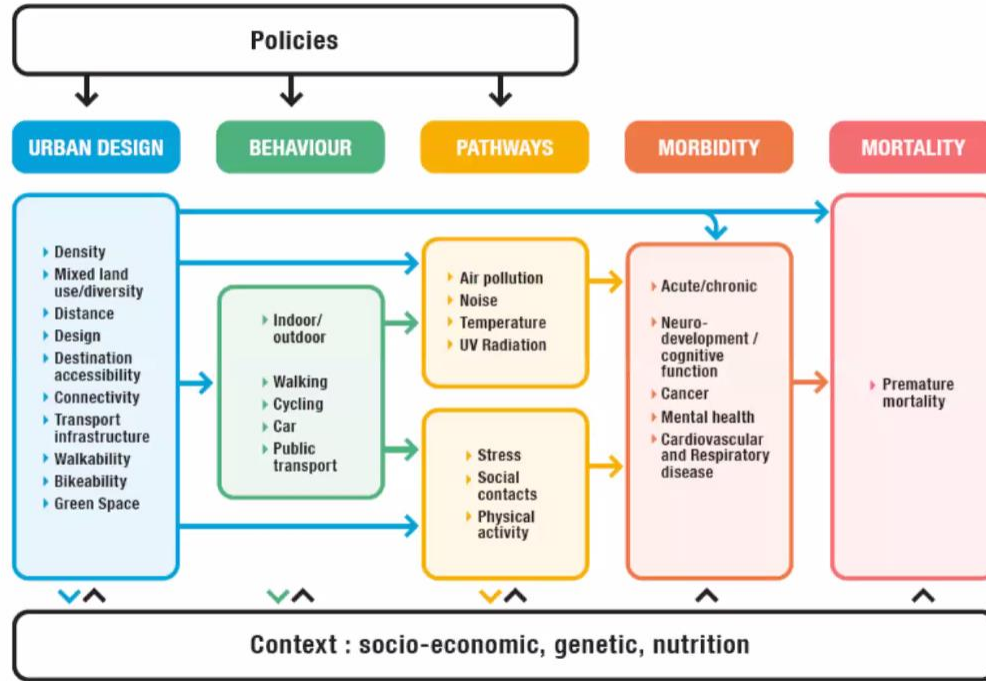 Policies
URBAN DESIGN
BEHAVIOUR
PATHWAYS
MORBIDITY
MORTALITY
Density
Mixed land
use/diversity
Distance
Design
Destination
accessibility
Connectivity
Transport
infrastructure
Walkability
Bikeability
Green Space
Indoor/
outdoor
Walking
Cycling
Car
Public
transport
Air pollution
Noise
Temperature
UV Radiation
Stress
Social
contacts
Physical
activity
Acute/chronic
Neuro-
development /
cognitive
function
Cancer
Mental health
Cardiovascular
and Respiratory
disease
Premature
mortality
Context : socio-economic, genetic, nutrition